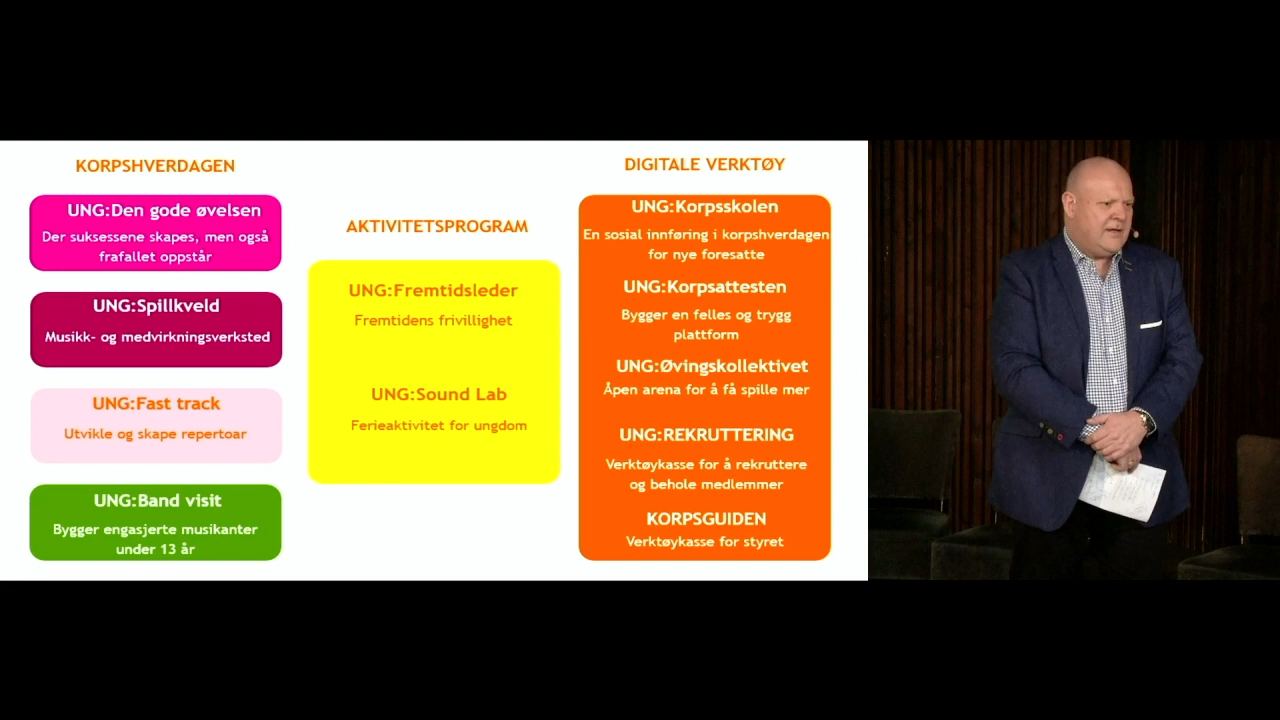 KORPSHVERDAGEN
UNG:Den gode øvelsen
Der suksessene skapes, men også
frafallet oppstår
UNG:Spillkveld
Musikk- og medvirkningsverksted
UNG:Fast track
Utvikle og skape repertoar
UNG:Band visit
Bygger engasjerte musikanter
under 13 år
AKTIVITETSPROGRAM
UNG:Fremtidsleder
Fremtidens frivillighet
UNG:Sound Lab
Ferieaktivitet for ungdom
DIGITALE VERKTØY
UNG:Korpsskolen
En sosial innføring i korpshverdagen
for nye foresatte
UNG:Korpsattesten
Bygger en felles og trygg
plattform
UNG:Øvingskollektivet
Åpen arena for å få spille mer
UNG:REKRUTTERING
Verktøykasse for å rekruttere
og behole medlemmer
KORPSGUIDEN
Verktøykasse for styret